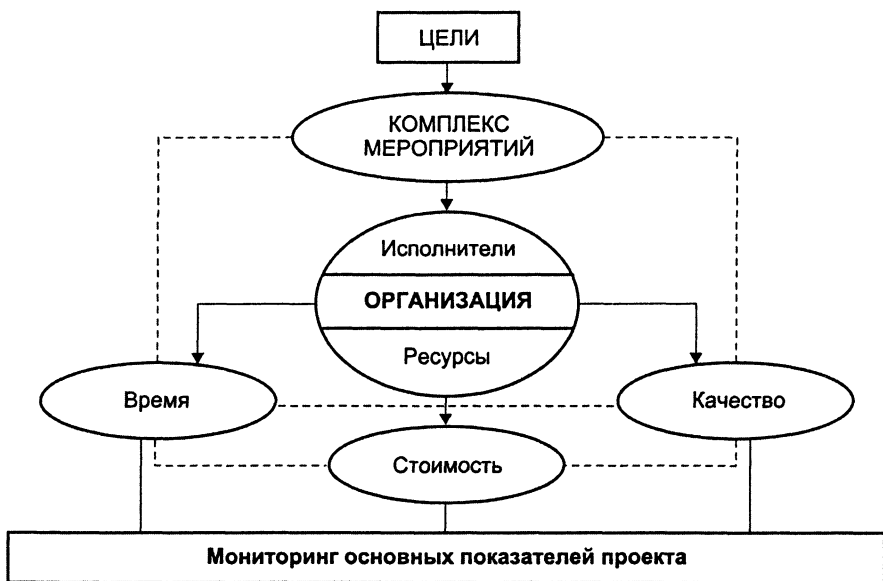 ЦЕЛИ
КОМПЛЕКС
МЕРОПРИЯТИЙ
Исполнители
ОРГАНИЗАЦИЯ
Ресурсы
Время
Качество
Стоимость
Мониторинг основных показателей проекта